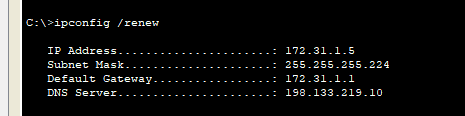 C:\>ipconfig /renew
IP Address......................: 172.31.1.5
Subnet Mask.....................: 255.255.255.224
Default Gateway.................: 172.31.1.1
DNS Server......................: 198.133.219.10